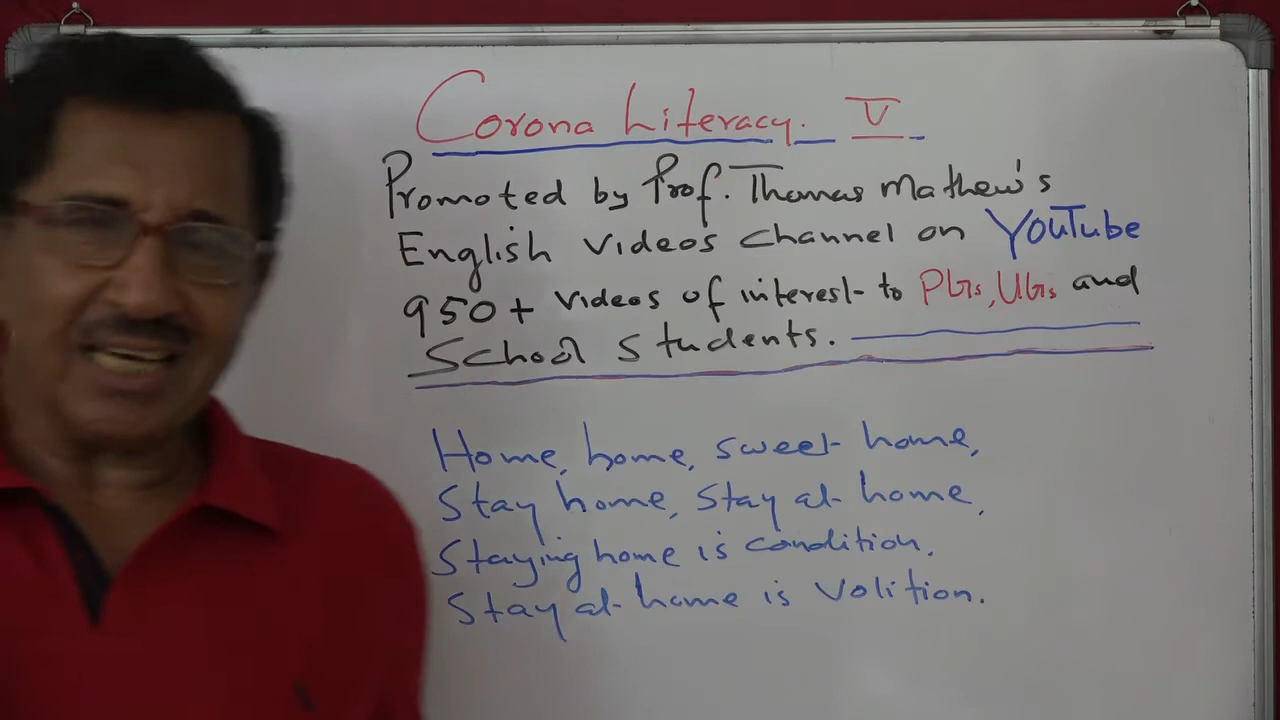 Corona Literacy. V
Promoted by Prof. Thomas Mathew's
English Videos Channel on YouTube
950+ Videos of interest to PGs, UGs and
School Students.
Home, home, sweet home,
Stay home, Stay at home,
Staying home is condition,
Stay at home is Volition.